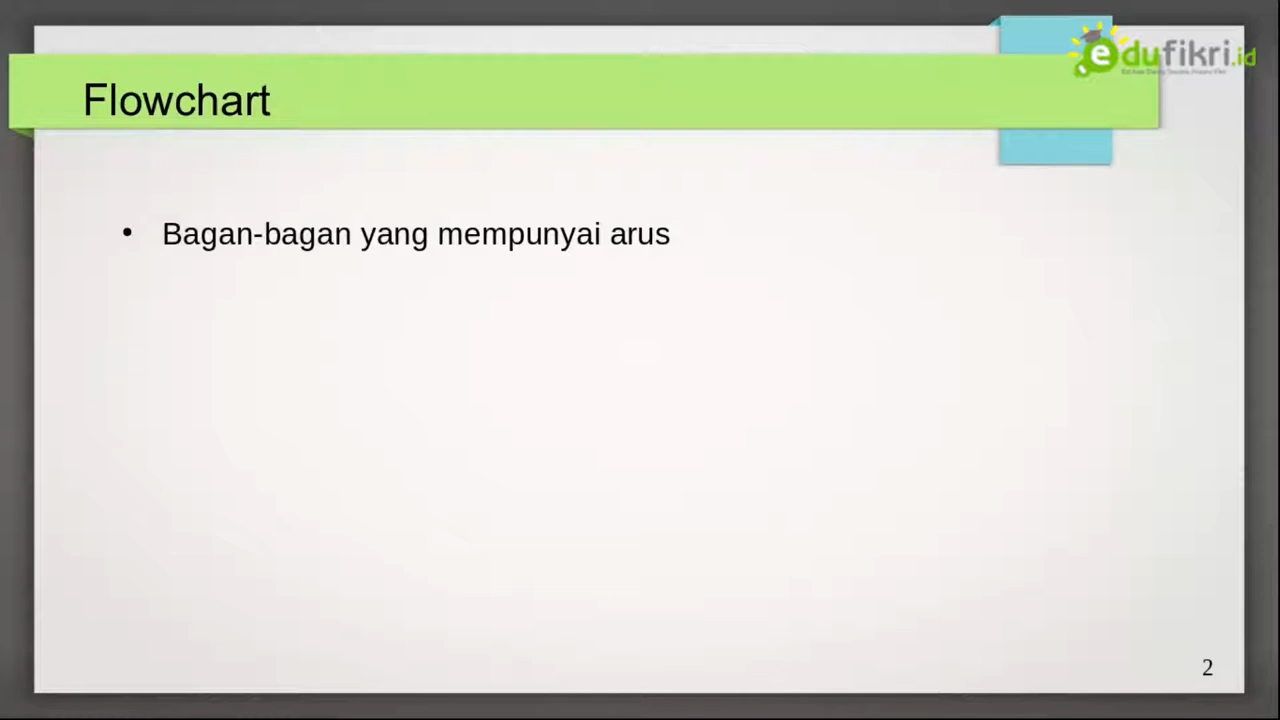 edufikri.id
Flowchart
• Bagan-bagan yang mempunyai arus
2